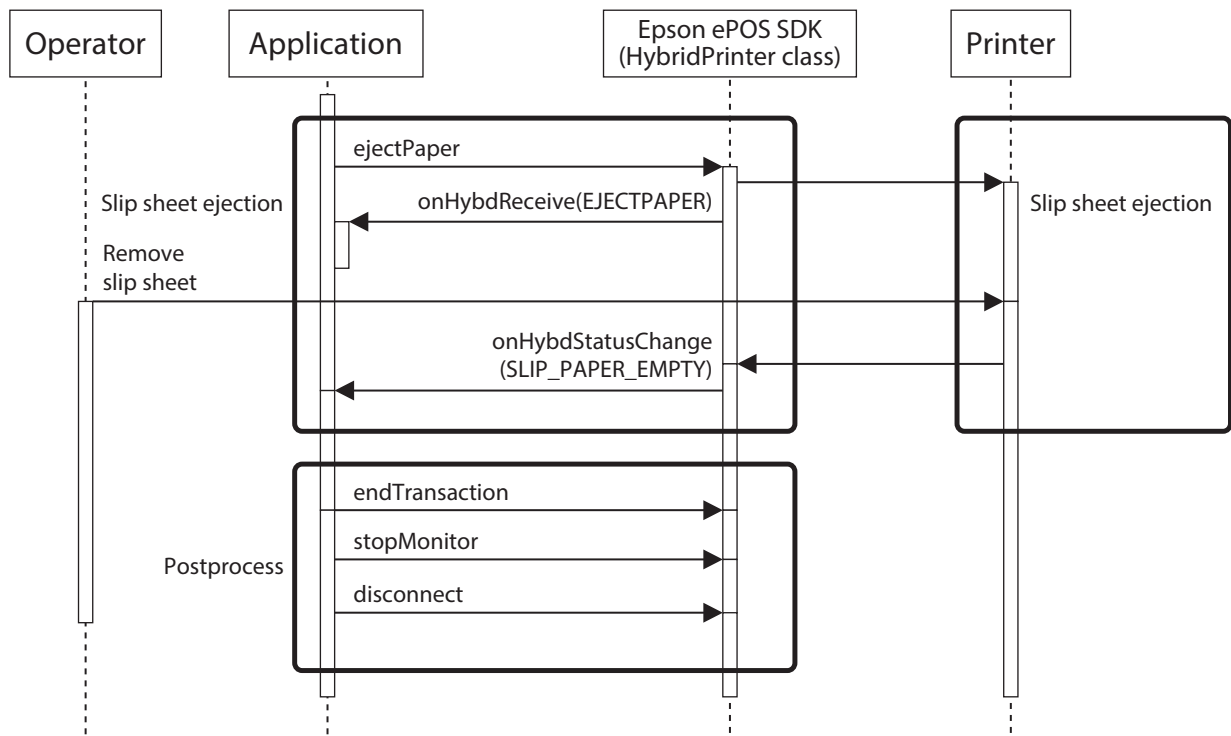 Operator
Application
Epson ePOS SDK
(HybridPrinter class)
Printer
ejectPaper
Slip sheet ejection
onHybdReceive(EJECTPAPER)
Slip sheet ejection
Remove
slip sheet
onHybdStatusChange
(SLIP_PAPER_EMPTY)
endTransaction
stopMonitor
Postprocess
disconnect